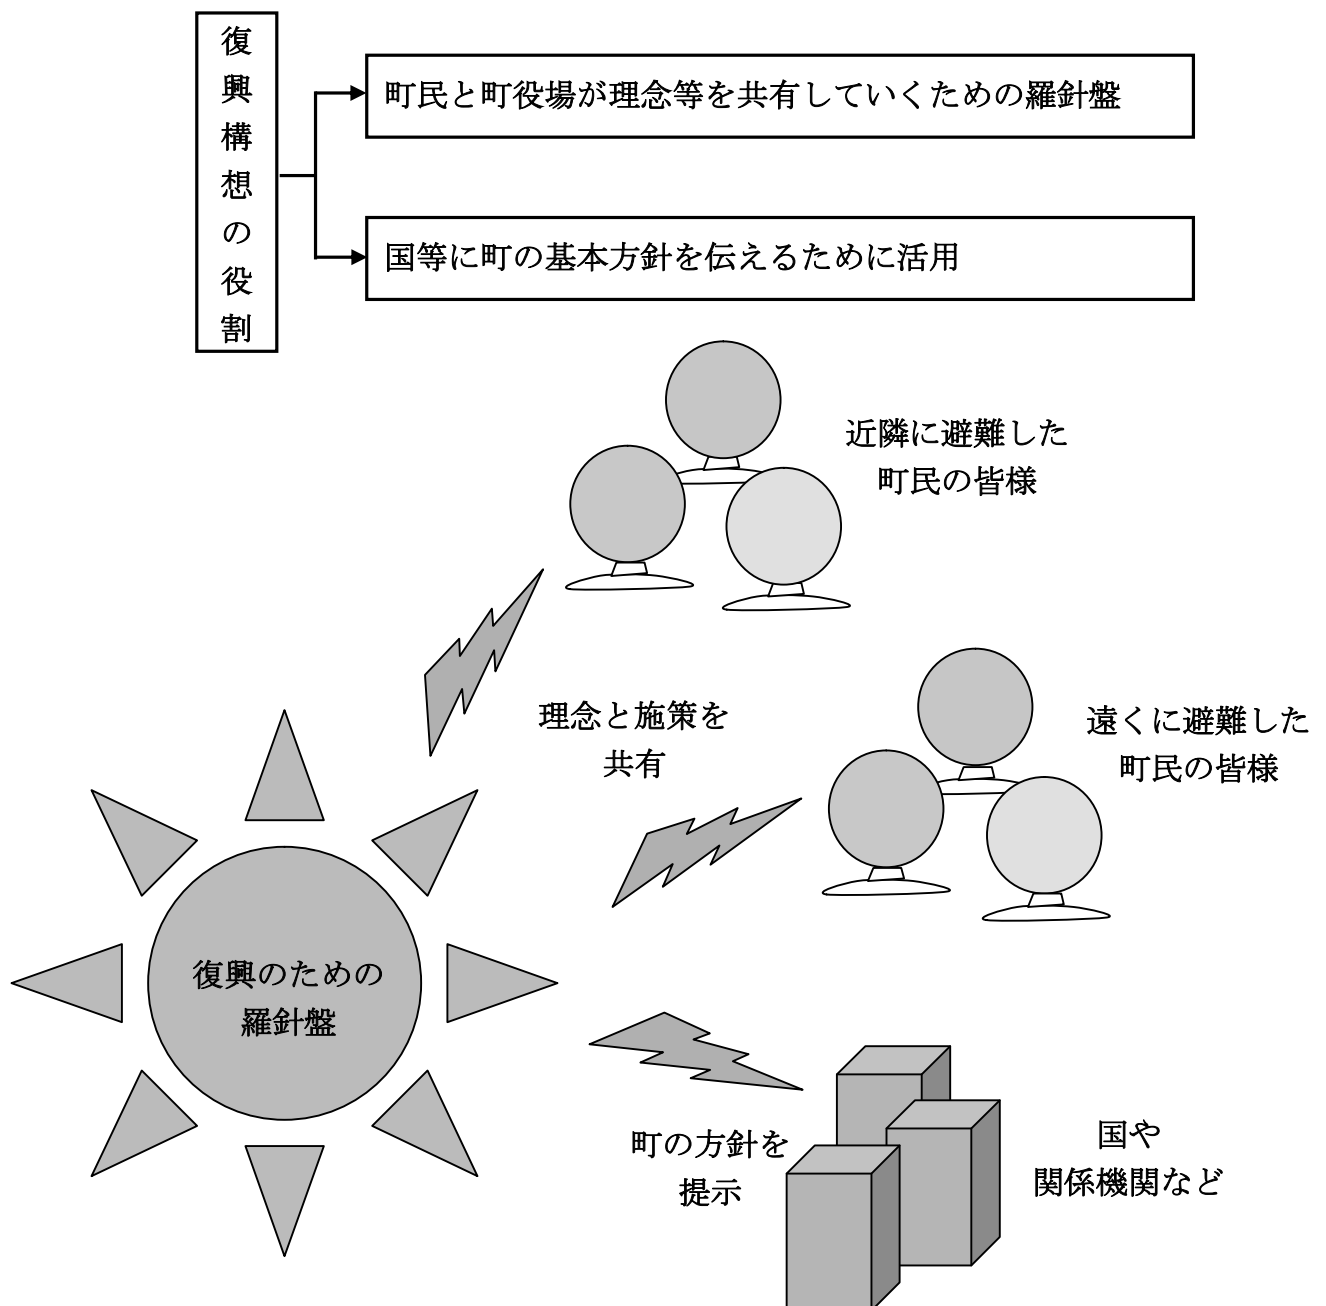 復興構想の役割
町民と町役場が理念等を共有していくための羅針盤
国等に町の基本方針を伝えるために活用
近隣に避難した
町民の皆様
理念と施策を
共有
遠くに避難した
町民の皆様
復興のための
羅針盤
町の方針を
提示
国や
関係機関など